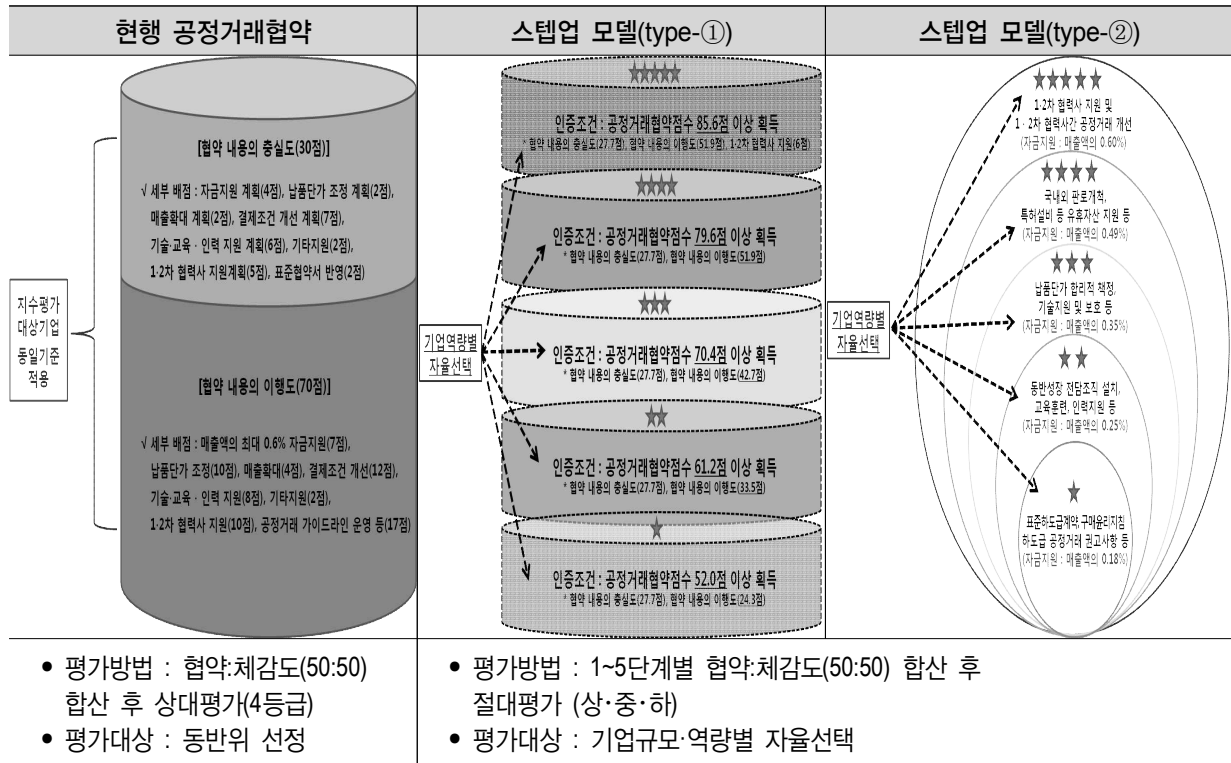 현행 공정거래협약
스텝업 모델(type-①)
스텝업 모델(type-②)
지수평가
대상기업
동일기준
적용
[협약 내용의 충실도(30점)]
√ 세부 배점 : 자금지원 계획(4점), 납품단가 조정 계획(2점),
매출확대 계획(2점), 결제조건 개선 계획(7점),
기술·교육·인력 지원 계획(6점), 기타지원(2점),
1·2차 협력사 지원계획(5점), 표준협약서 반영(2점)
[협약 내용의 이행도(70점)]
√ 세부 배점 : 매출액의 최대 0.6% 자금지원(7점),
납품단가 조정(10점), 매출확대(4점), 결제조건 개선(12점),
기술·교육·인력 지원(8점), 기타지원(2점),
1·2차 협력사 지원(10점), 공정거래 가이드라인 운영 등(17점)
기업역량별
자율선택
★★★★★
인증조건 : 공정거래협약점수 85.6점 이상 획득
* 협약 내용의 충실도(27.7점), 협약 내용의 이행도(51.9점), 1·2차 협력사 지원(6점)
★★★★
인증조건 : 공정거래협약점수 79.6점 이상 획득
* 협약 내용의 충실도(27.7점), 협약 내용의 이행도(51.9점)
★★★
인증조건 : 공정거래협약점수 70.4점 이상 획득
* 협약 내용의 충실도(27.7점), 협약 내용의 이행도(42.7점)
★★
인증조건 : 공정거래협약점수 61.2점 이상 획득
* 협약 내용의 충실도(27.7점), 협약 내용의 이행도(33.5점)
★
인증조건 : 공정거래협약점수 52.0점 이상 획득
* 협약 내용의 충실도(27.7점), 협약 내용의 이행도(24.3점)
기업역량별
자율선택
★★★★★
1·2차 협력사 지원 및
1·2차 협력사간 공정거래 개선
(자금지원 : 매출액의 0.60%)
★★★★
국내외 판로개척,
특허설비 등 유휴자산 지원 등
(자금지원 : 매출액의 0.49%)
★★★
납품단가 합리적 책정,
기술지원 및 보호 등
(자금지원 : 매출액의 0.35%)
★★
동반성장 전담조직 설치,
교육훈련, 인력지원 등
(자금지원 : 매출액의 0.25%)
★
표준하도급계약, 구매윤리지침
하도급 공정거래 권고사항 등
(자금지원 : 매출액의 0.18%)
• 평가방법 : 협약:체감도(50:50)
합산 후 상대평가(4등급)
• 평가대상 : 동반위 선정
• 평가방법 : 1~5단계별 협약:체감도(50:50) 합산 후
절대평가 (상·중·하)
• 평가대상 : 기업규모·역량별 자율선택